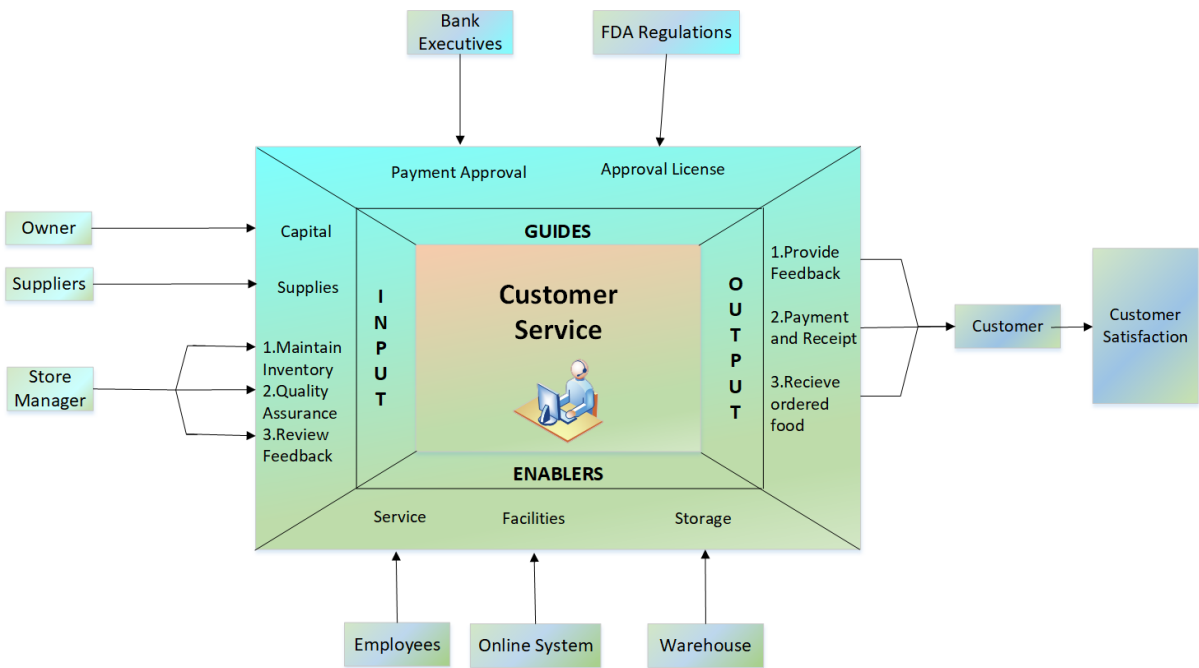 Bank
Executives
FDA Regulations
Payment Approval
Approval License
Owner
Suppliers
Store
Manager
Capital
Supplies
1.Maintain
Inventory
2.Quality
Assurance
3.Review
Feedback
INPUT
GUIDES
Customer
Service
ENABLERS
OUTPUT
1.Provide
Feedback
2.Payment
and Receipt
3.Recieve
ordered
food
Customer
Customer
Satisfaction
Service
Facilities
Storage
Employees
Online System
Warehouse